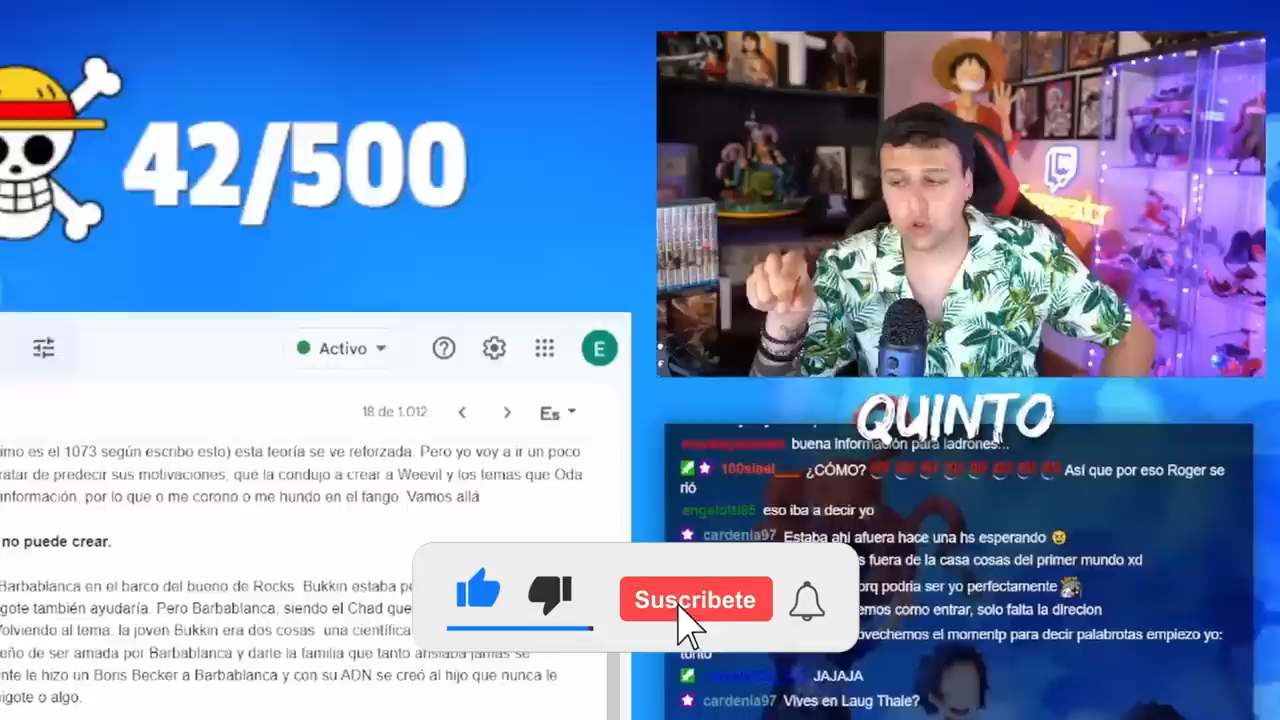 42/500
Activo
E
18 de 1.012
Es
imo es el 1073 según escribo esto) esta teoría se ve reforzada. Pero yo voy a ir un poco
ratar de predecir sus motivaciones, qué la condujo a crear a Weevil y los temas que Oda
información, por lo que o me corono o me hundo en el fango. Vamos allá
no puede crear.
Barbablanca en el barco del bueno de Rocks. Bukkin estaba pe
igote también ayudaría. Pero Barbablanca, siendo el Chad que
Volviendo al tema: la joven Bukkin era dos cosas: una científica
eño de ser amada por Barbablanca y darle la familia que tanto ansiaba jamás se
nte le hizo un Boris Becker a Barbablanca y con su ADN se creó al hijo que nunca le
igote o algo.
QUINTO
buena información para ladrones...
¿CÓMO? Así que por eso Roger se
rió
eso iba a decir yo
cardenia97 Estaba ahí afuera hace una hs esperando
s fuera de la casa cosas del primer mundo xd
orq podria ser yo perfectamente
emos como entrar, solo falta la direcion
ovechemos el momentp para decir palabrotas empiezo yo:
tonto
JAJAJA
cardenia97 Vives en Laug Thale?
Suscribete